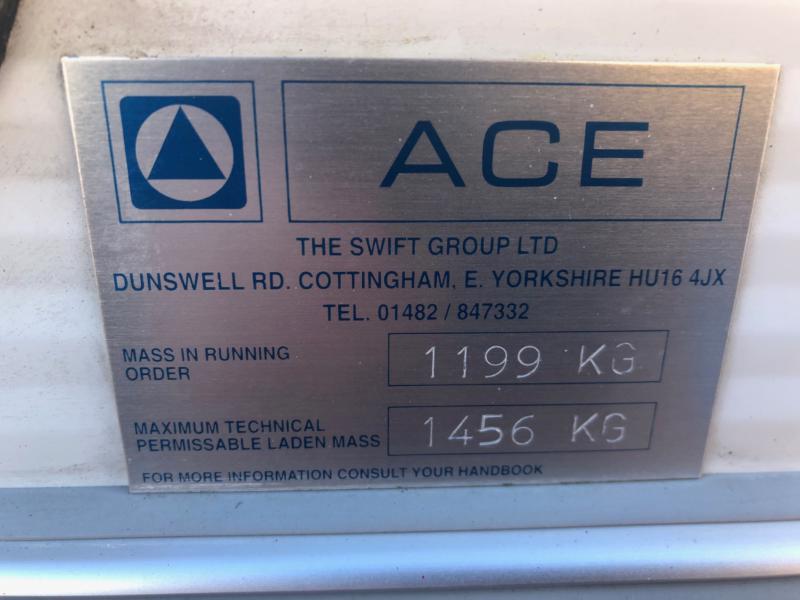 ACE
THE SWIFT GROUP LTD
DUNSWELL RD. COTTINGHAM, E. YORKSHIRE HU16 4JX
TEL. 01482 / 847332
MASS IN RUNNING
ORDER
1199 KG
MAXIMUM TECHNICAL
PERMISSABLE LADEN MASS
1456 KG
FOR MORE INFORMATION CONSULT YOUR HANDBOOK